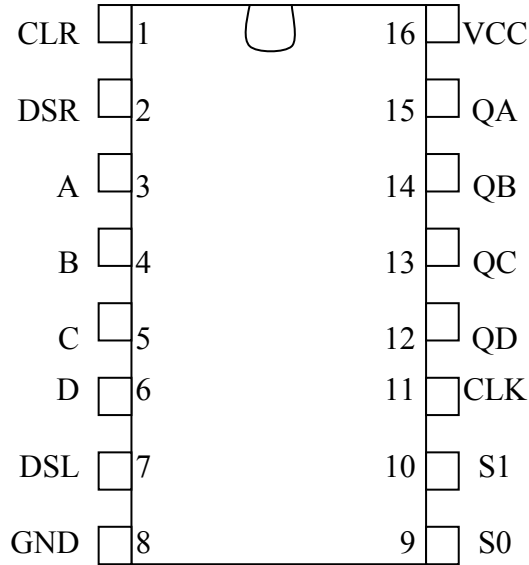 CLR 1 16 VCC
DSR 2 15 QA
A 3 14 QB
B 4 13 QC
C 5 12 QD
D 6 11 CLK
DSL 7 10 S1
GND 8 9 S0